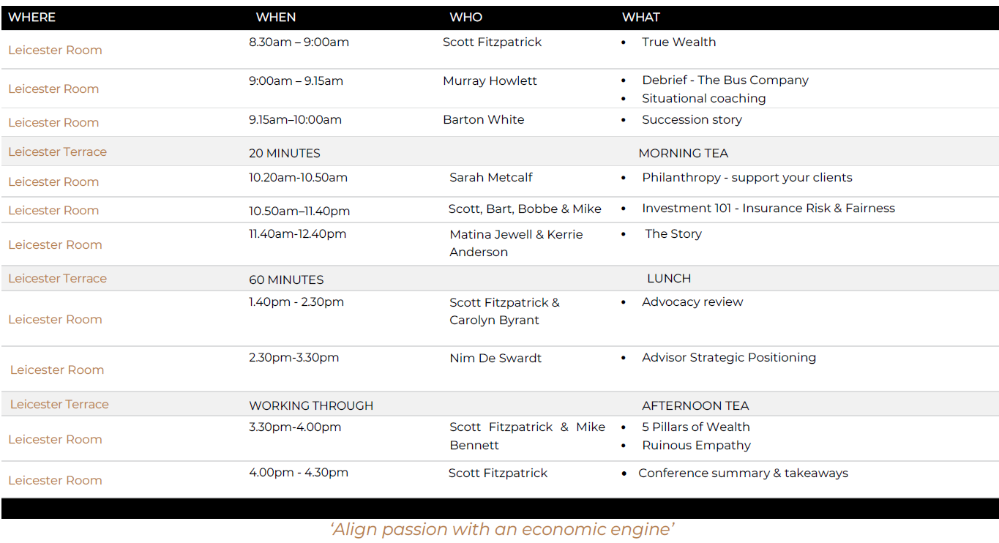 WHERE WHEN WHO WHAT
Leicester Room 8.30am – 9:00am Scott Fitzpatrick • True Wealth
Leicester Room 9:00am – 9.15am Murray Howlett • Debrief - The Bus Company
• Situational coaching
Leicester Room 9.15am–10:00am Barton White • Succession story
Leicester Terrace 20 MINUTES MORNING TEA
Leicester Room 10.20am-10.50am Sarah Metcalf • Philanthropy - support your clients
Leicester Room 10.50am–11.40pm Scott, Bart, Bobbe & Mike • Investment 101 - Insurance Risk & Fairness
Leicester Room 11.40am-12.40pm Matina Jewell & Kerrie • The Story
Anderson
Leicester Terrace 60 MINUTES LUNCH
Leicester Room 1.40pm - 2.30pm Scott Fitzpatrick & • Advocacy review
Carolyn Byrant
Leicester Room 2.30pm-3.30pm Nim De Swardt • Advisor Strategic Positioning
Leicester Terrace WORKING THROUGH AFTERNOON TEA
Leicester Room 3.30pm-4.00pm Scott Fitzpatrick & Mike • 5 Pillars of Wealth
Bennett • Ruinous Empathy
Leicester Room 4.00pm - 4.30pm Scott Fitzpatrick • Conference summary & takeaways
‘Align passion with an economic engine’